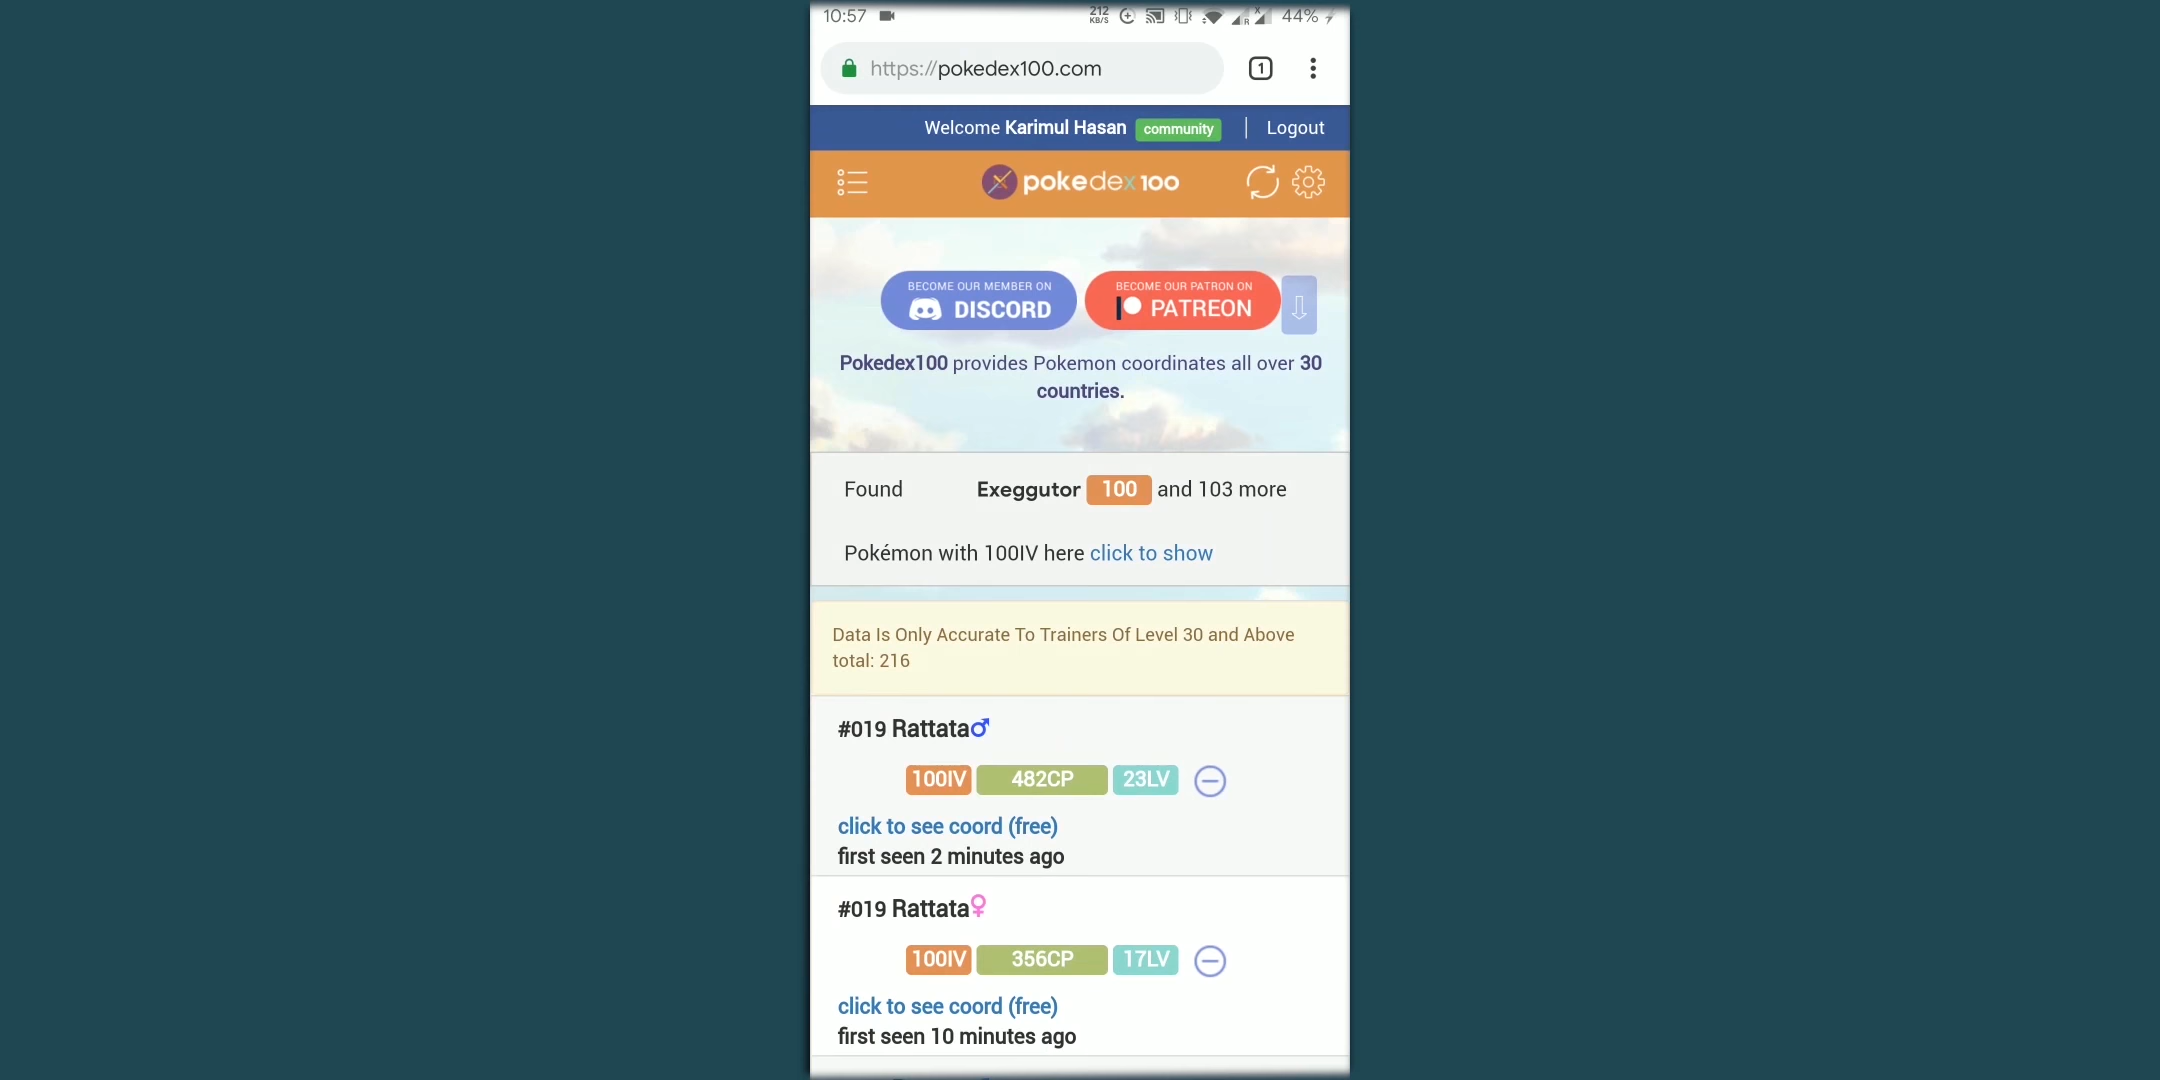 10:57 212 KB/S R x 44%
https://pokedex100.com 1
Welcome Karimul Hasan community | Logout
pokedex100
BECOME OUR MEMBER ON
DISCORD
BECOME OUR PATRON ON
PATREON
Pokedex100 provides Pokemon coordinates all over 30
countries.
Found Exeggutor 100 and 103 more
Pokémon with 100IV here click to show
Data Is Only Accurate To Trainers Of Level 30 and Above
total: 216
#019 Rattata♂
100IV 482CP 23LV
click to see coord (free)
first seen 2 minutes ago
#019 Rattata♀
100IV 356CP 17LV
click to see coord (free)
first seen 10 minutes ago